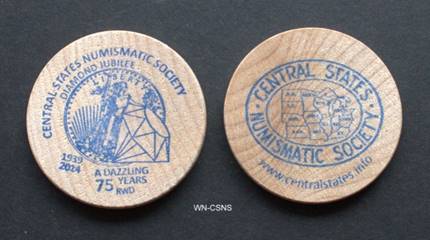 CENTRAL STATES NUMISMATIC SOCIETY
DIAMOND JUBILEE
LIBERTY
1939
2024
A DAZZLING
75 YEARS
RWD
CENTRAL STATES
NUMISMATIC SOCIETY
www.centralstates.info
WN-CSNS